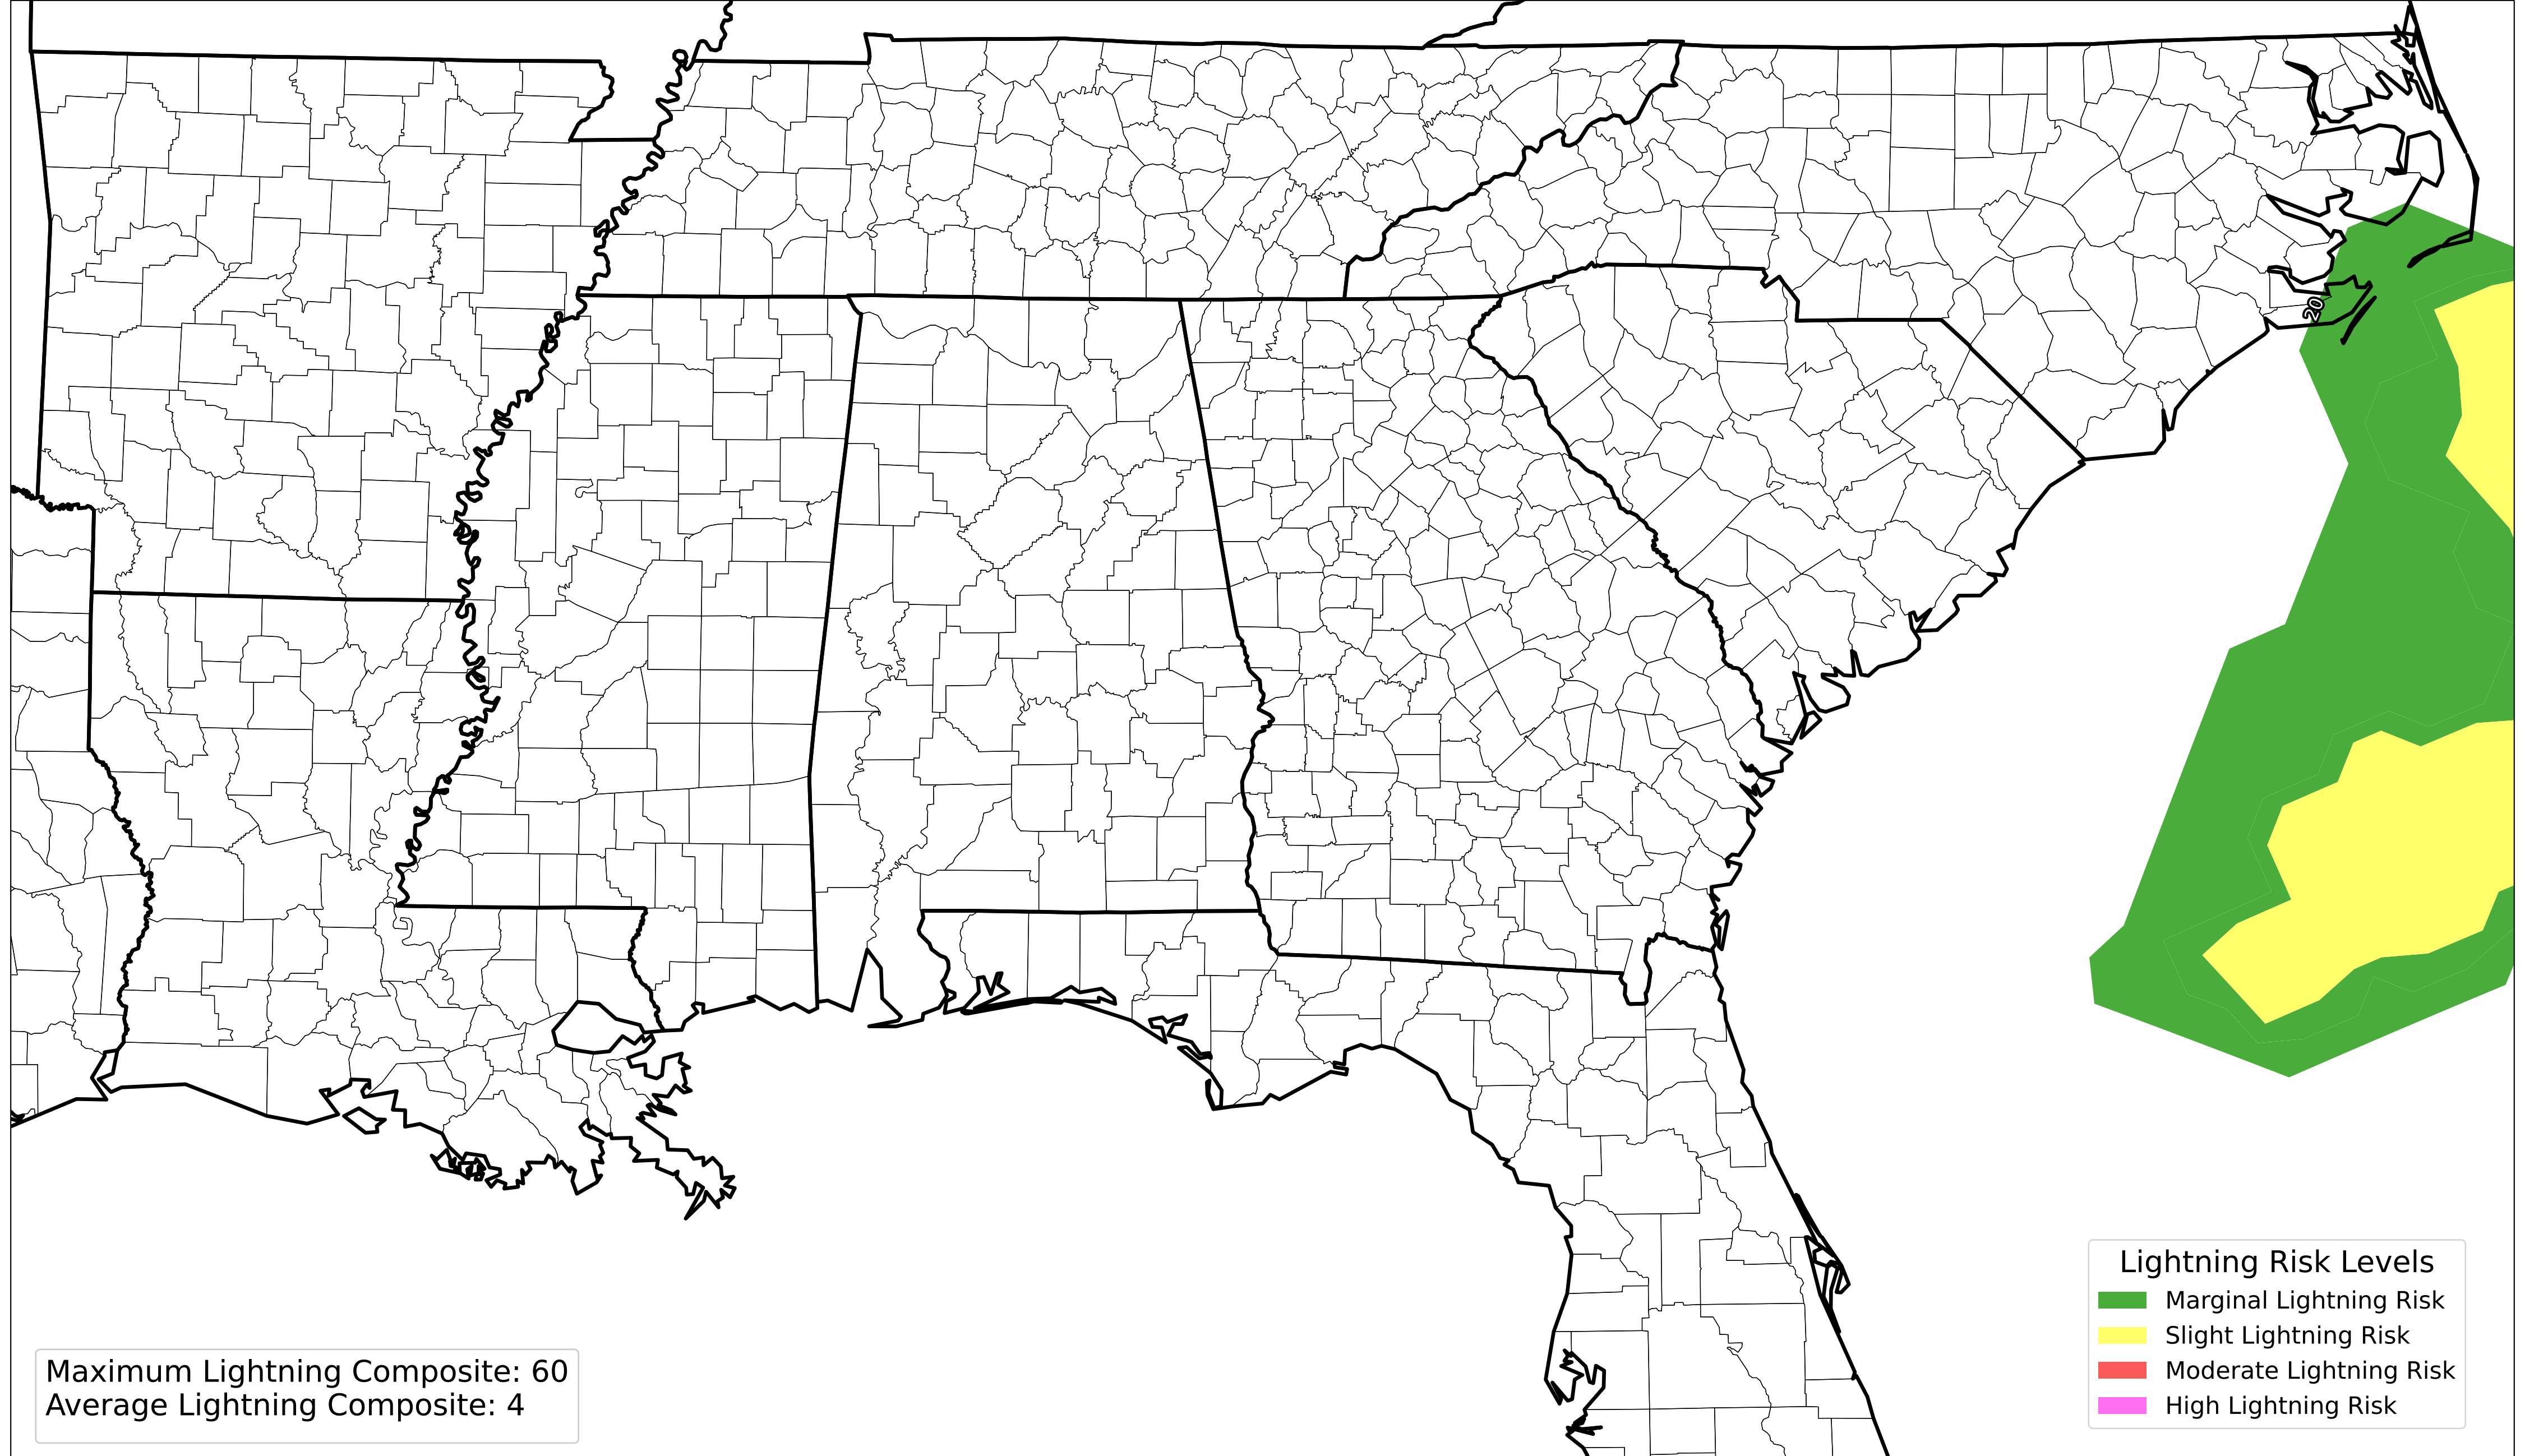 20
Lightning Risk Levels
Marginal Lightning Risk
Slight Lightning Risk
Moderate Lightning Risk
High Lightning Risk
Maximum Lightning Composite: 60
Average Lightning Composite: 4